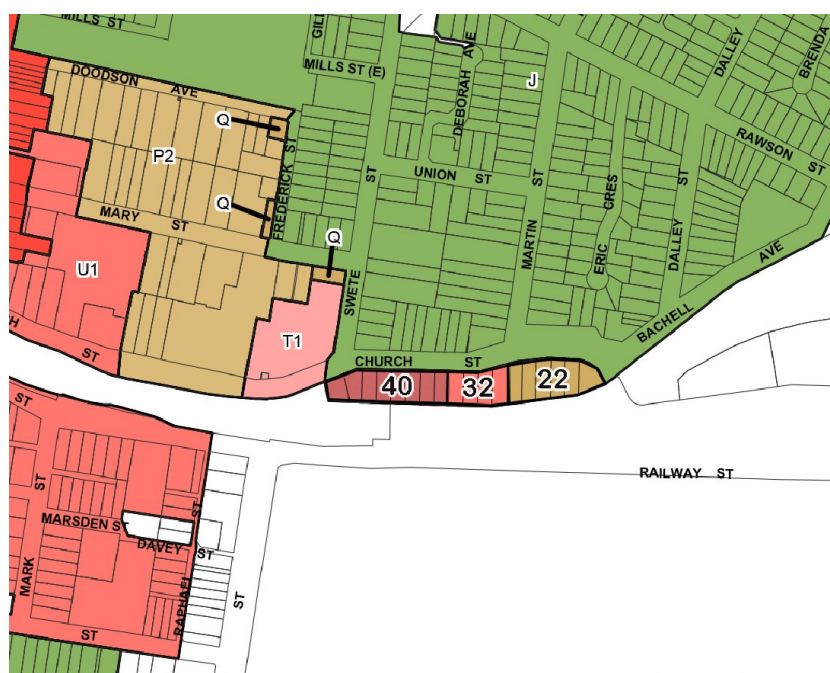 MILLS ST
GIL
DOODSON AVE
MILLS ST (E)
DEBORAH AVE
J
DALLEY
BRENDA
Q
P2
FREDERICK ST
UNION ST
RAWSON ST
Q
MARY ST
Q
ST
MARTIN ST
ERIC CRES
DALLEY ST
U1
SWETE
BACHELL AVE
T1
H ST
CHURCH ST
40
32
22
ST
RAILWAY ST
ST
MARSDEN ST
ST
DAVEY ST
MARK
RAPHAEL
ST
ST